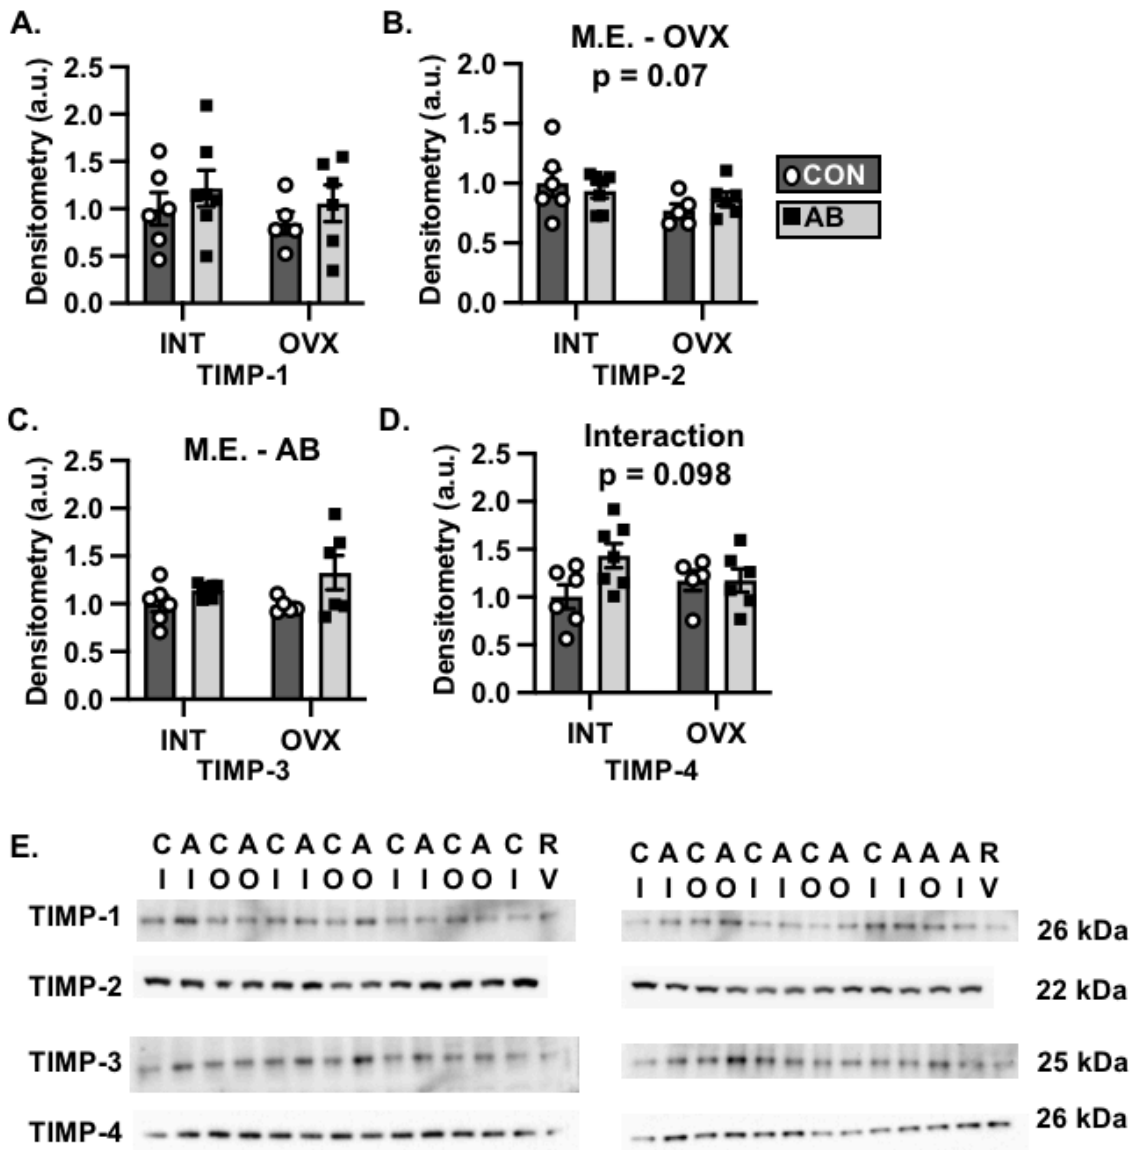 A.
Densitometry (a.u.)
2.5
2.0
1.5
1.0
0.5
0.0
INT OVX
TIMP-1
B.
M.E. - OVX
p = 0.07
Densitometry (a.u.)
2.0
1.5
1.0
0.5
0.0
INT OVX
TIMP-2
CON
AB
C.
M.E. - AB
Densitometry (a.u.)
2.5
2.0
1.5
1.0
0.5
0.0
INT OVX
TIMP-3
D.
Interaction
p = 0.098
Densitometry (a.u.)
2.5
2.0
1.5
1.0
0.5
0.0
INT OVX
TIMP-4
E.
C A C A C A C A C A C A C R
I I O O I I O O I I O O I V
C A C A C A C A C A A A R
I I O O I I O O I I O I V
TIMP-1 26 kDa
TIMP-2 22 kDa
TIMP-3 25 kDa
TIMP-4 26 kDa